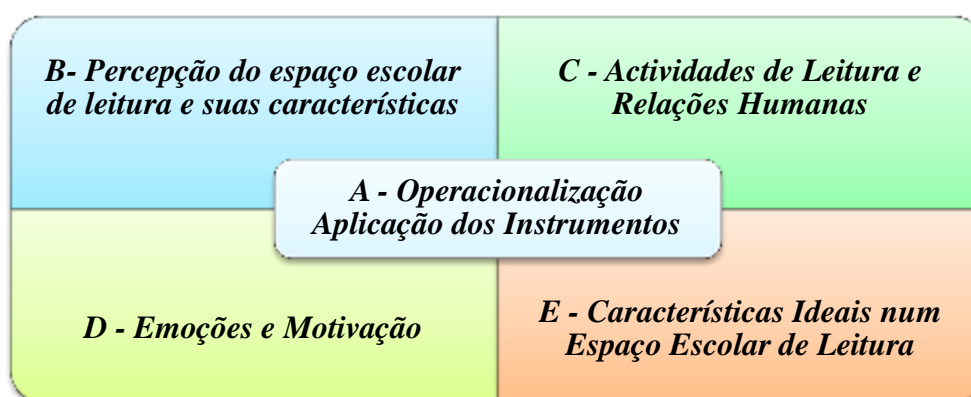 B- Percepção do espaço escolar
de leitura e suas características
C - Actividades de Leitura e
Relações Humanas
A - Operacionalização
Aplicação dos Instrumentos
D - Emoções e Motivação
E - Características Ideais num
Espaço Escolar de Leitura